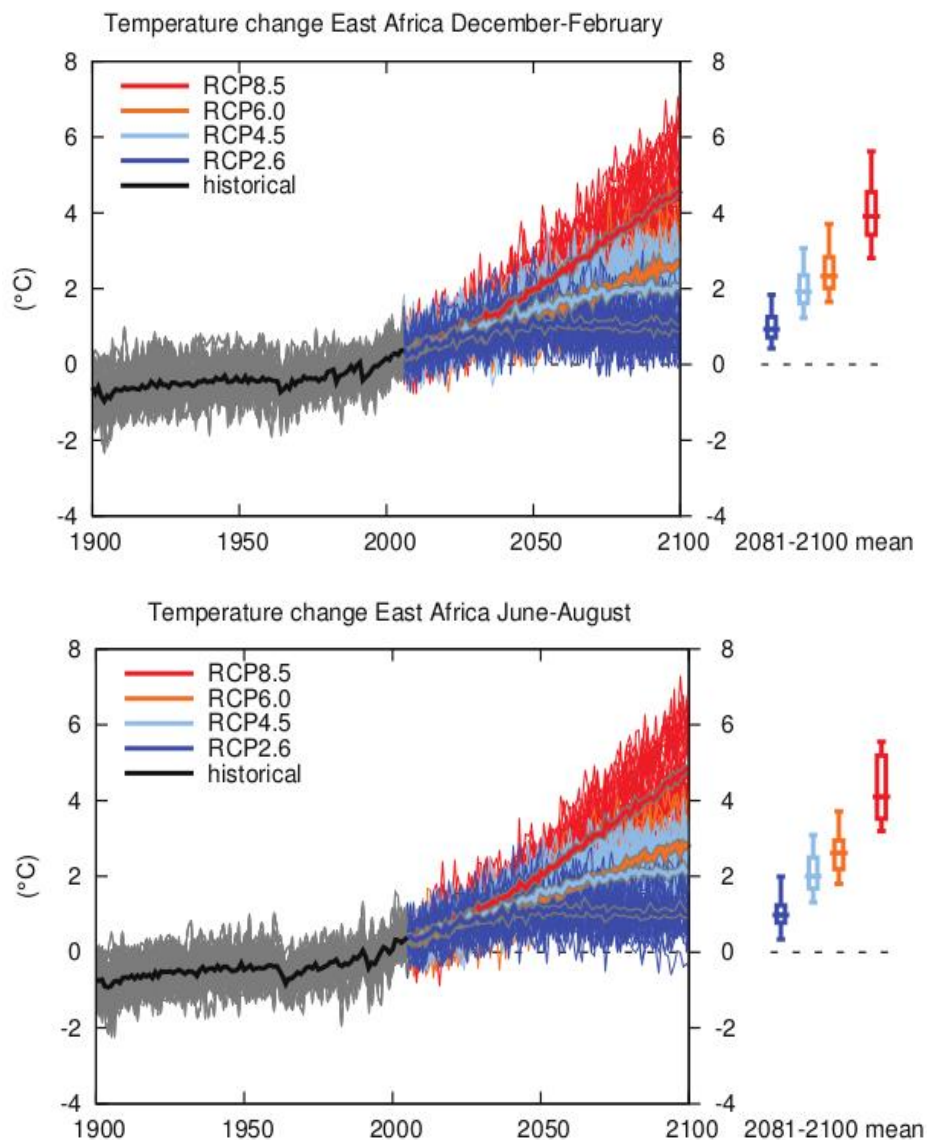 Temperature change East Africa December-February
8 8
RCP8.5
RCP6.0
6 6
RCP4.5
RCP2.6
historical
4 4
(°C)
2 2
0 0
-2 -2
-4 -4
1900 1950 2000 2050 2100 2081-2100 mean
Temperature change East Africa June-August
8 8
RCP8.5
RCP6.0
6 6
RCP4.5
RCP2.6
historical
4 4
(°C)
2 2
0 0
-2 -2
-4 -4
1900 1950 2000 2050 2100 2081-2100 mean